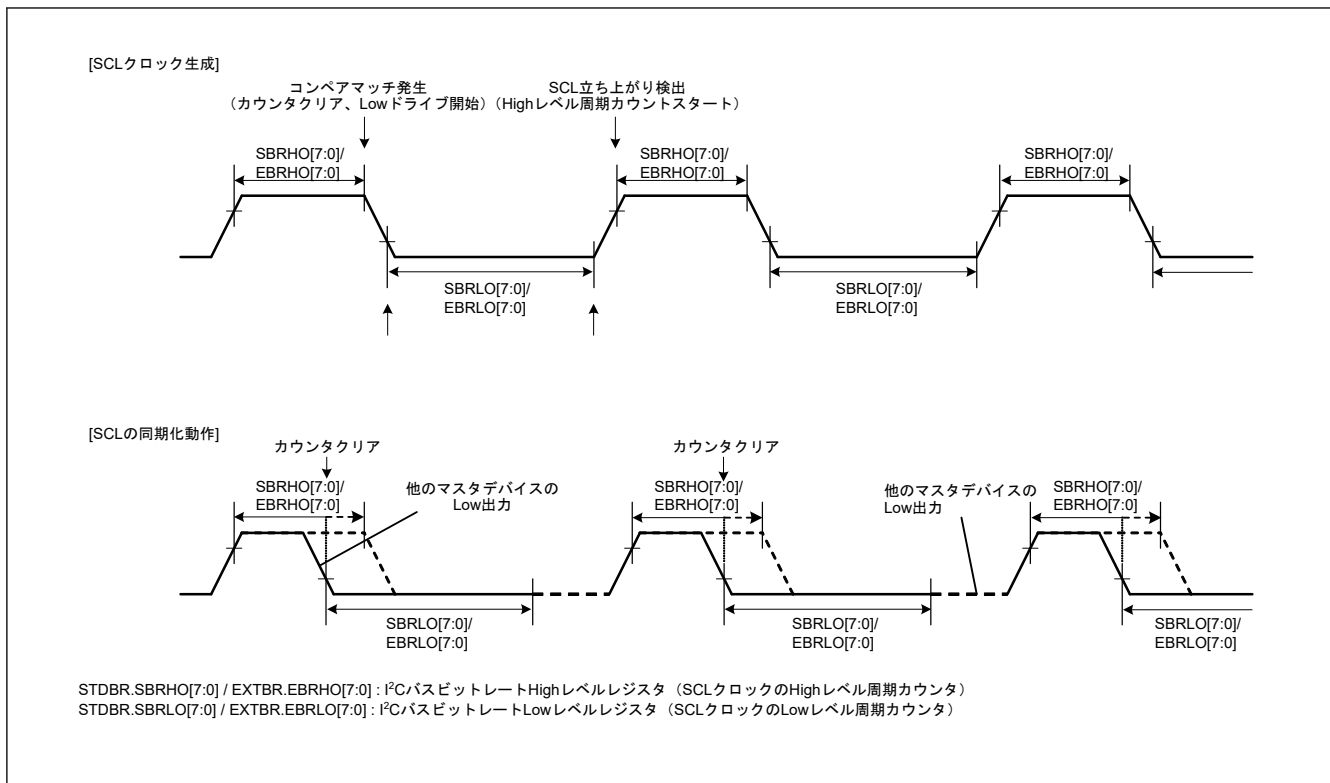 [SCLクロック生成]
コンペアマッチ発生
(カウンタクリア、Lowドライブ開始)
SCL立ち上がり検出
(Highレベル周期カウントスタート)
SBRHO[7:0]/
EBRHO[7:0]
SBRHO[7:0]/
EBRHO[7:0]
SBRHO[7:0]/
EBRHO[7:0]
SBRLO[7:0]/
EBRLO[7:0]
SBRLO[7:0]/
EBRLO[7:0]
[SCLの同期化動作]
カウンタクリア
カウンタクリア
SBRHO[7:0]/
EBRHO[7:0]
他のマスタデバイスの
Low出力
SBRHO[7:0]/
EBRHO[7:0]
他のマスタデバイスの
Low出力
SBRHO[7:0]/
EBRHO[7:0]
SBRLO[7:0]/
EBRLO[7:0]
SBRLO[7:0]/
EBRLO[7:0]
SBRLO[7:0]/
EBRLO[7:0]
STDBR.SBRHO[7:0] / EXTBR.EBRHO[7:0] : I²CバスビットレートHighレベルレジスタ（SCLクロックのHighレベル周期カウンタ）
STDBR.SBRLO[7:0] / EXTBR.EBRLO[7:0] : I²CバスビットレートLowレベルレジスタ（SCLクロックのLowレベル周期カウンタ）